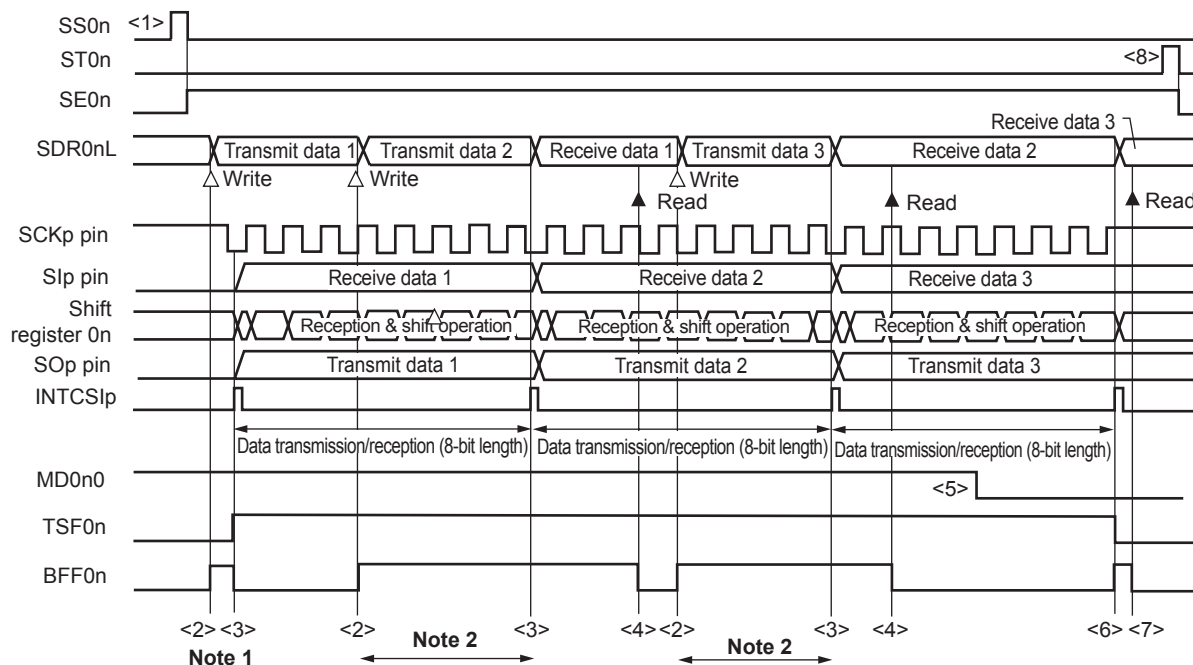 SS0n <1>
ST0n <8>
SE0n
Receive data 3
SDR0nL Transmit data 1 Transmit data 2 Receive data 1 Transmit data 3 Receive data 2
Write Write Write
Read Read Read
SCKp pin
SIp pin Receive data 1 Receive data 2 Receive data 3
Shift
register 0n Reception & shift operation Reception & shift operation Reception & shift operation
SOp pin Transmit data 1 Transmit data 2 Transmit data 3
INTCSIp
Data transmission/reception (8-bit length) Data transmission/reception (8-bit length) Data transmission/reception (8-bit length)
MD0n0 <5>
TSF0n
BFF0n
<2> <3> <2> <3> <4> <2> <3> <4> <6> <7>
Note 1 Note 2 Note 2